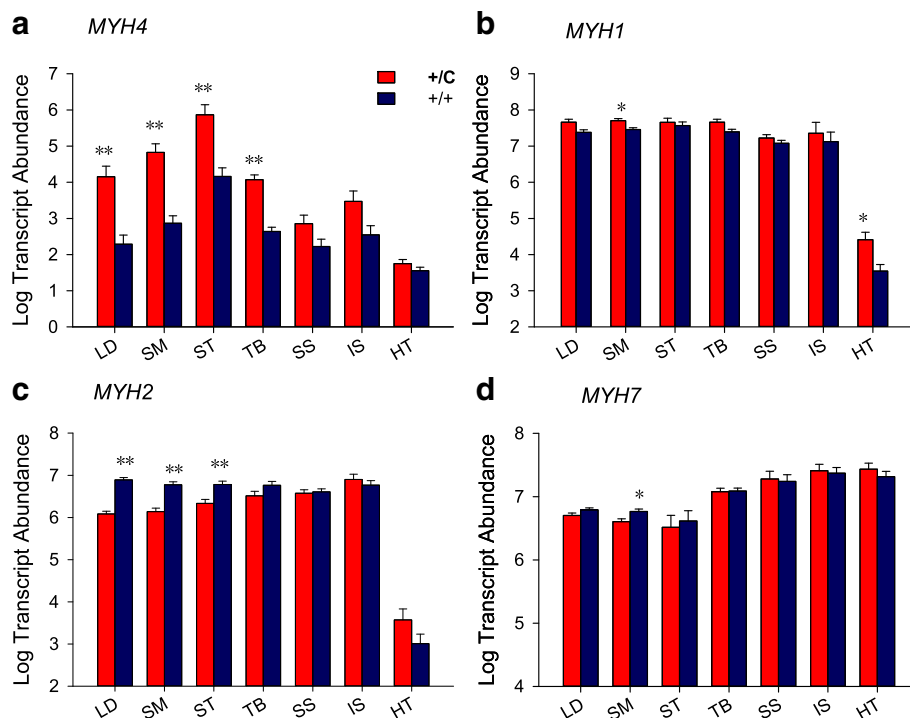 a MYH4
Log Transcript Abundance
7
6
5
4
3
2
1
0
** ** ** **
+/C
+/+
LD SM ST TB SS IS HT
b MYH1
Log Transcript Abundance
9
8
7
6
5
4
3
2
* *
LD SM ST TB SS IS HT
c MYH2
Log Transcript Abundance
8
7
6
5
4
3
2
** ** **
LD SM ST TB SS IS HT
d MYH7
Log Transcript Abundance
8
7
6
5
4
*
LD SM ST TB SS IS HT